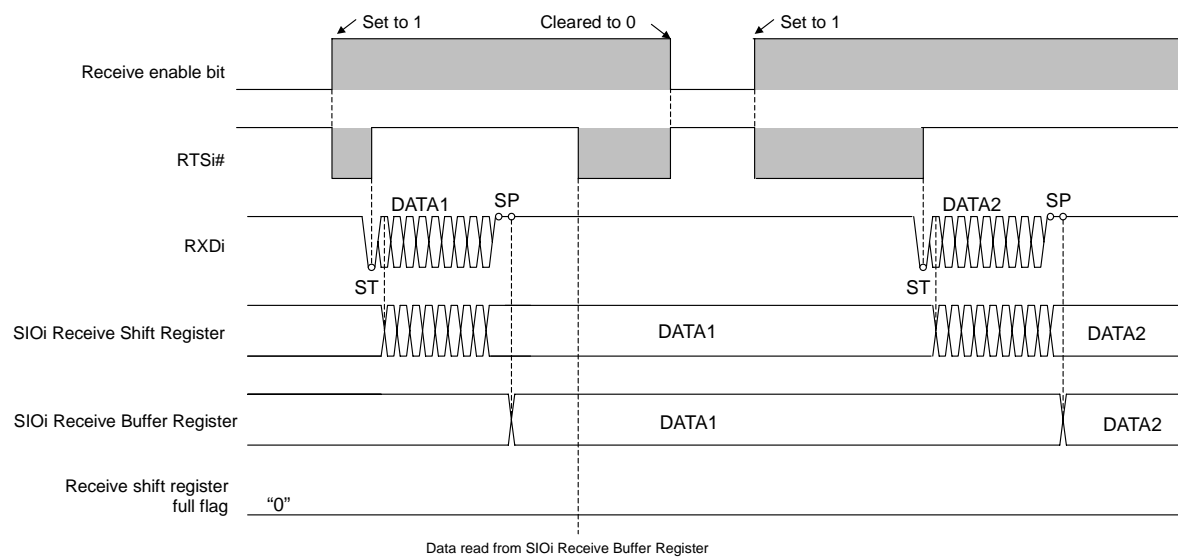 Set to 1
Cleared to 0
Set to 1
Receive enable bit
RTSi#
DATA1
SP
DATA2
SP
RXDi
ST
ST
SIOi Receive Shift Register
DATA1
DATA2
SIOi Receive Buffer Register
DATA1
DATA2
Receive shift register
full flag
“0”
Data read from SIOi Receive Buffer Register